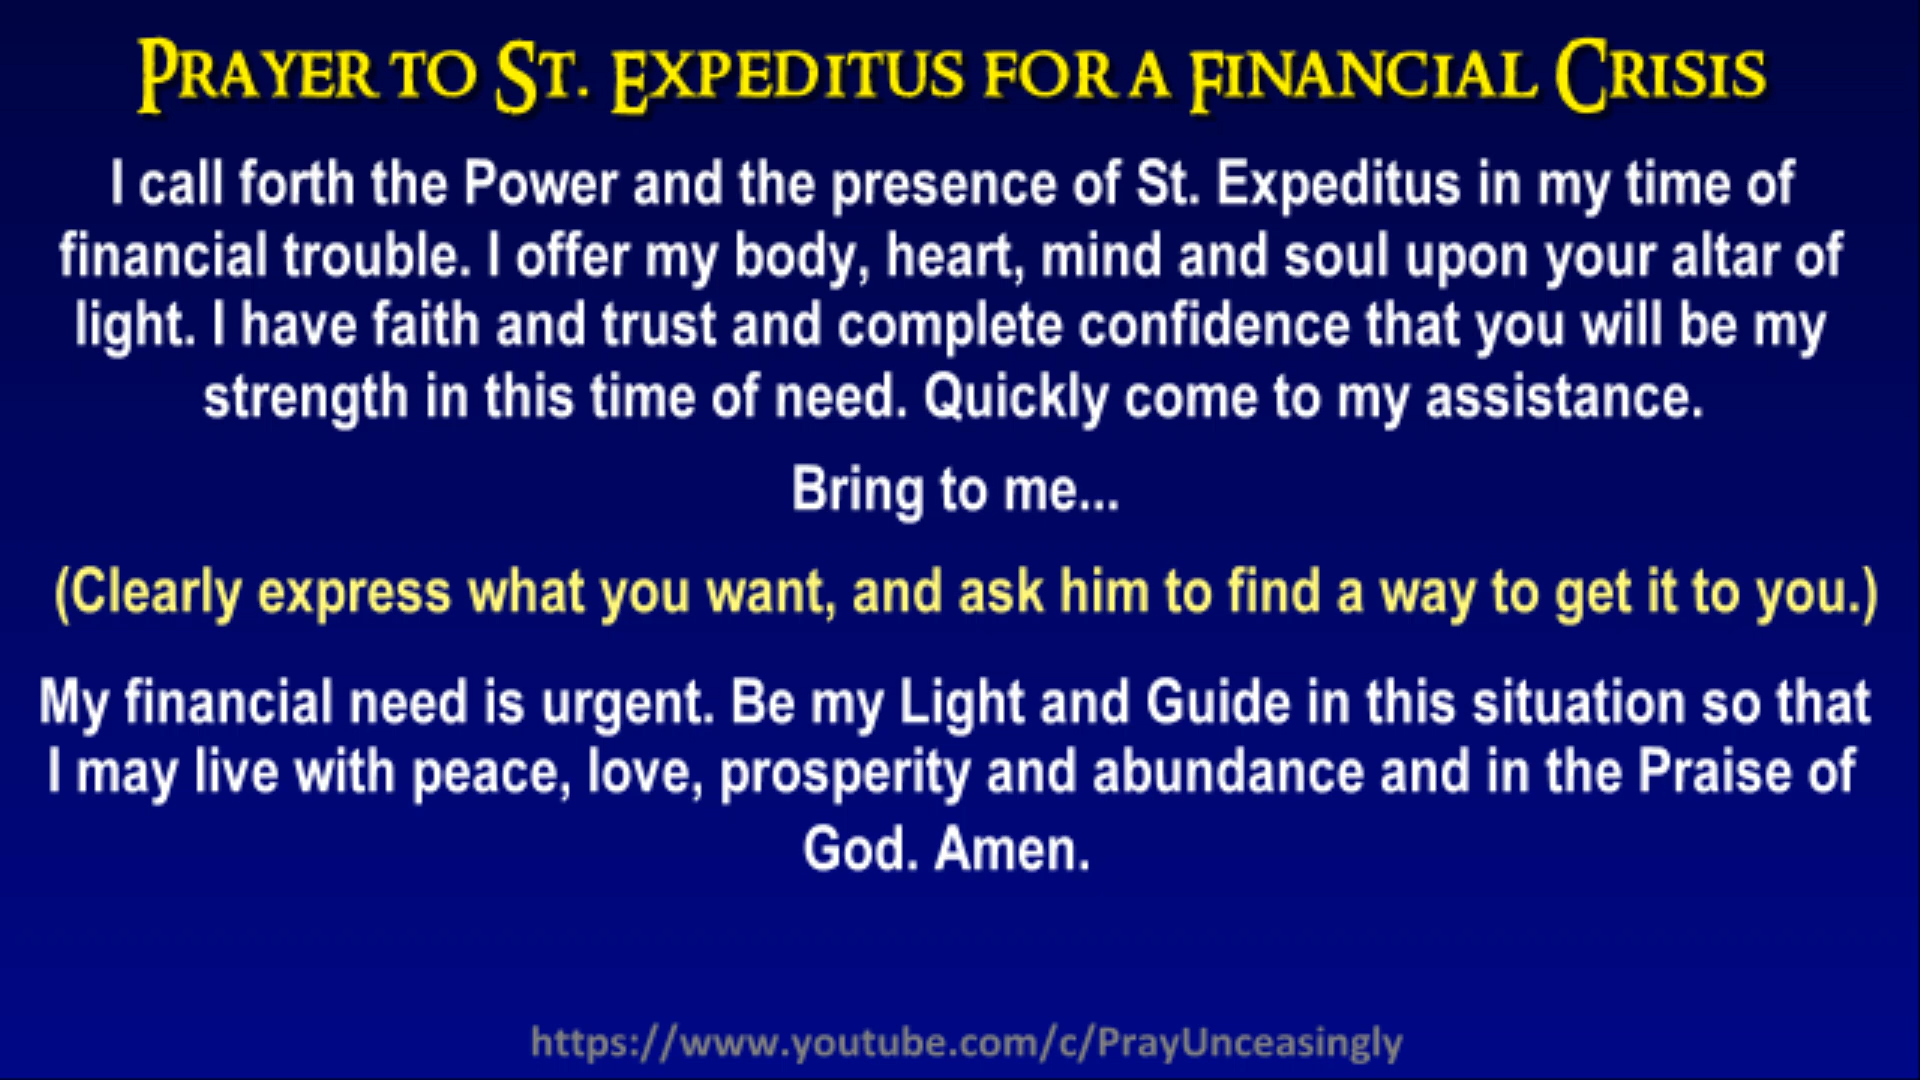 Prayer to St. Expeditus for a Financial Crisis
I call forth the Power and the presence of St. Expeditus in my time of
financial trouble. I offer my body, heart, mind and soul upon your altar of
light. I have faith and trust and complete confidence that you will be my
strength in this time of need. Quickly come to my assistance.
Bring to me...
(Clearly express what you want, and ask him to find a way to get it to you.)
My financial need is urgent. Be my Light and Guide in this situation so that
I may live with peace, love, prosperity and abundance and in the Praise of
God. Amen.
https://www.youtube.com/c/PrayUnceasingly